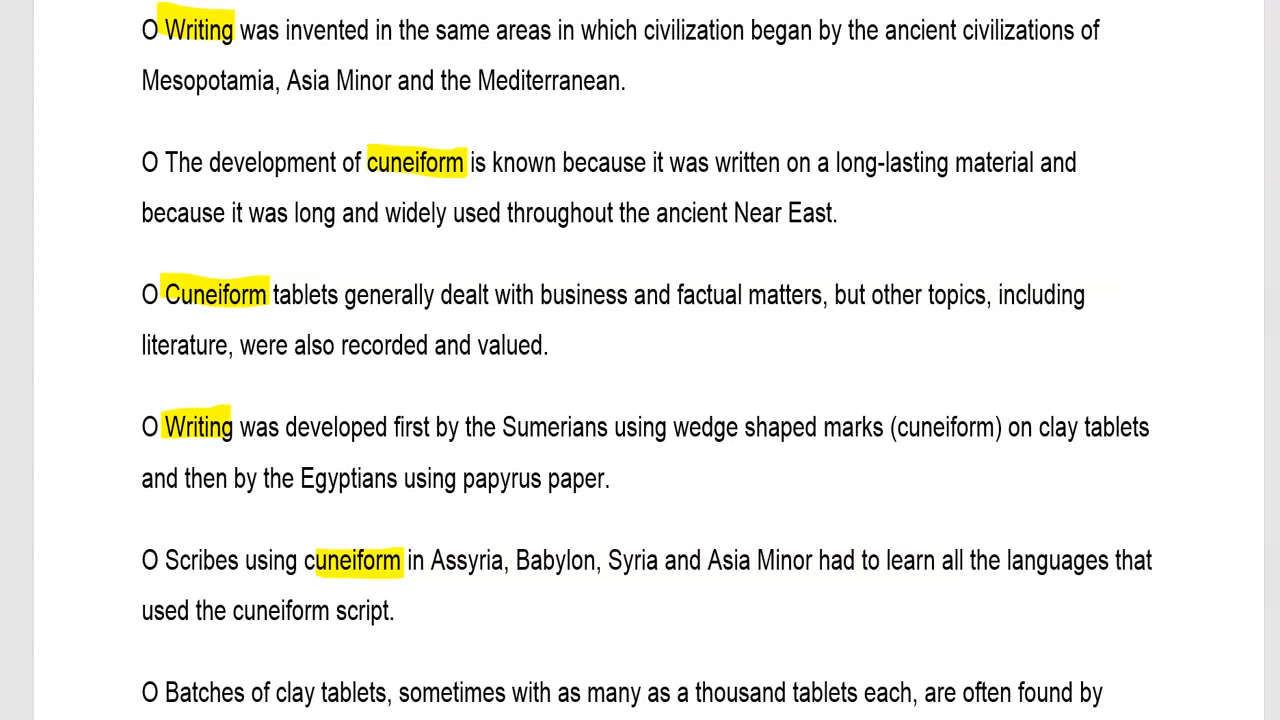 O Writing was invented in the same areas in which civilization began by the ancient civilizations of
Mesopotamia, Asia Minor and the Mediterranean.
O The development of cuneiform is known because it was written on a long-lasting material and
because it was long and widely used throughout the ancient Near East.
O Cuneiform tablets generally dealt with business and factual matters, but other topics, including
literature, were also recorded and valued.
O Writing was developed first by the Sumerians using wedge shaped marks (cuneiform) on clay tablets
and then by the Egyptians using papyrus paper.
O Scribes using cuneiform in Assyria, Babylon, Syria and Asia Minor had to learn all the languages that
used the cuneiform script.
O Batches of clay tablets, sometimes with as many as a thousand tablets each, are often found by